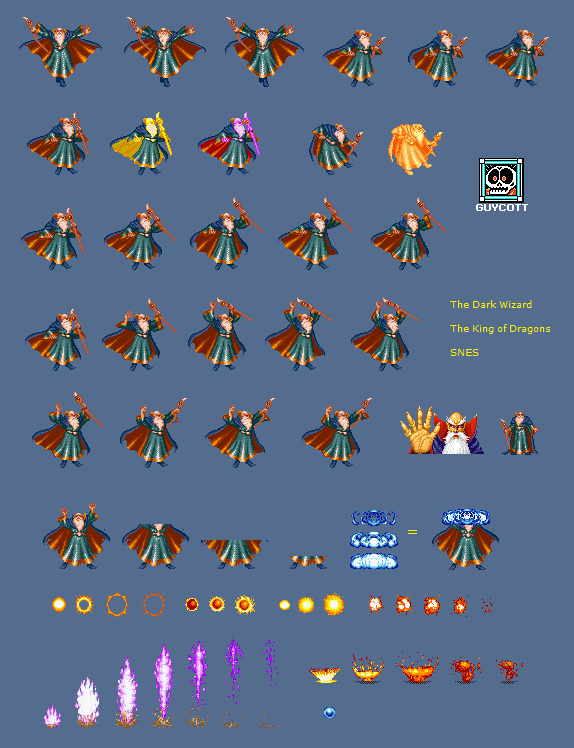 GUYCOTT
The Dark Wizard
The King of Dragons
SNES
=